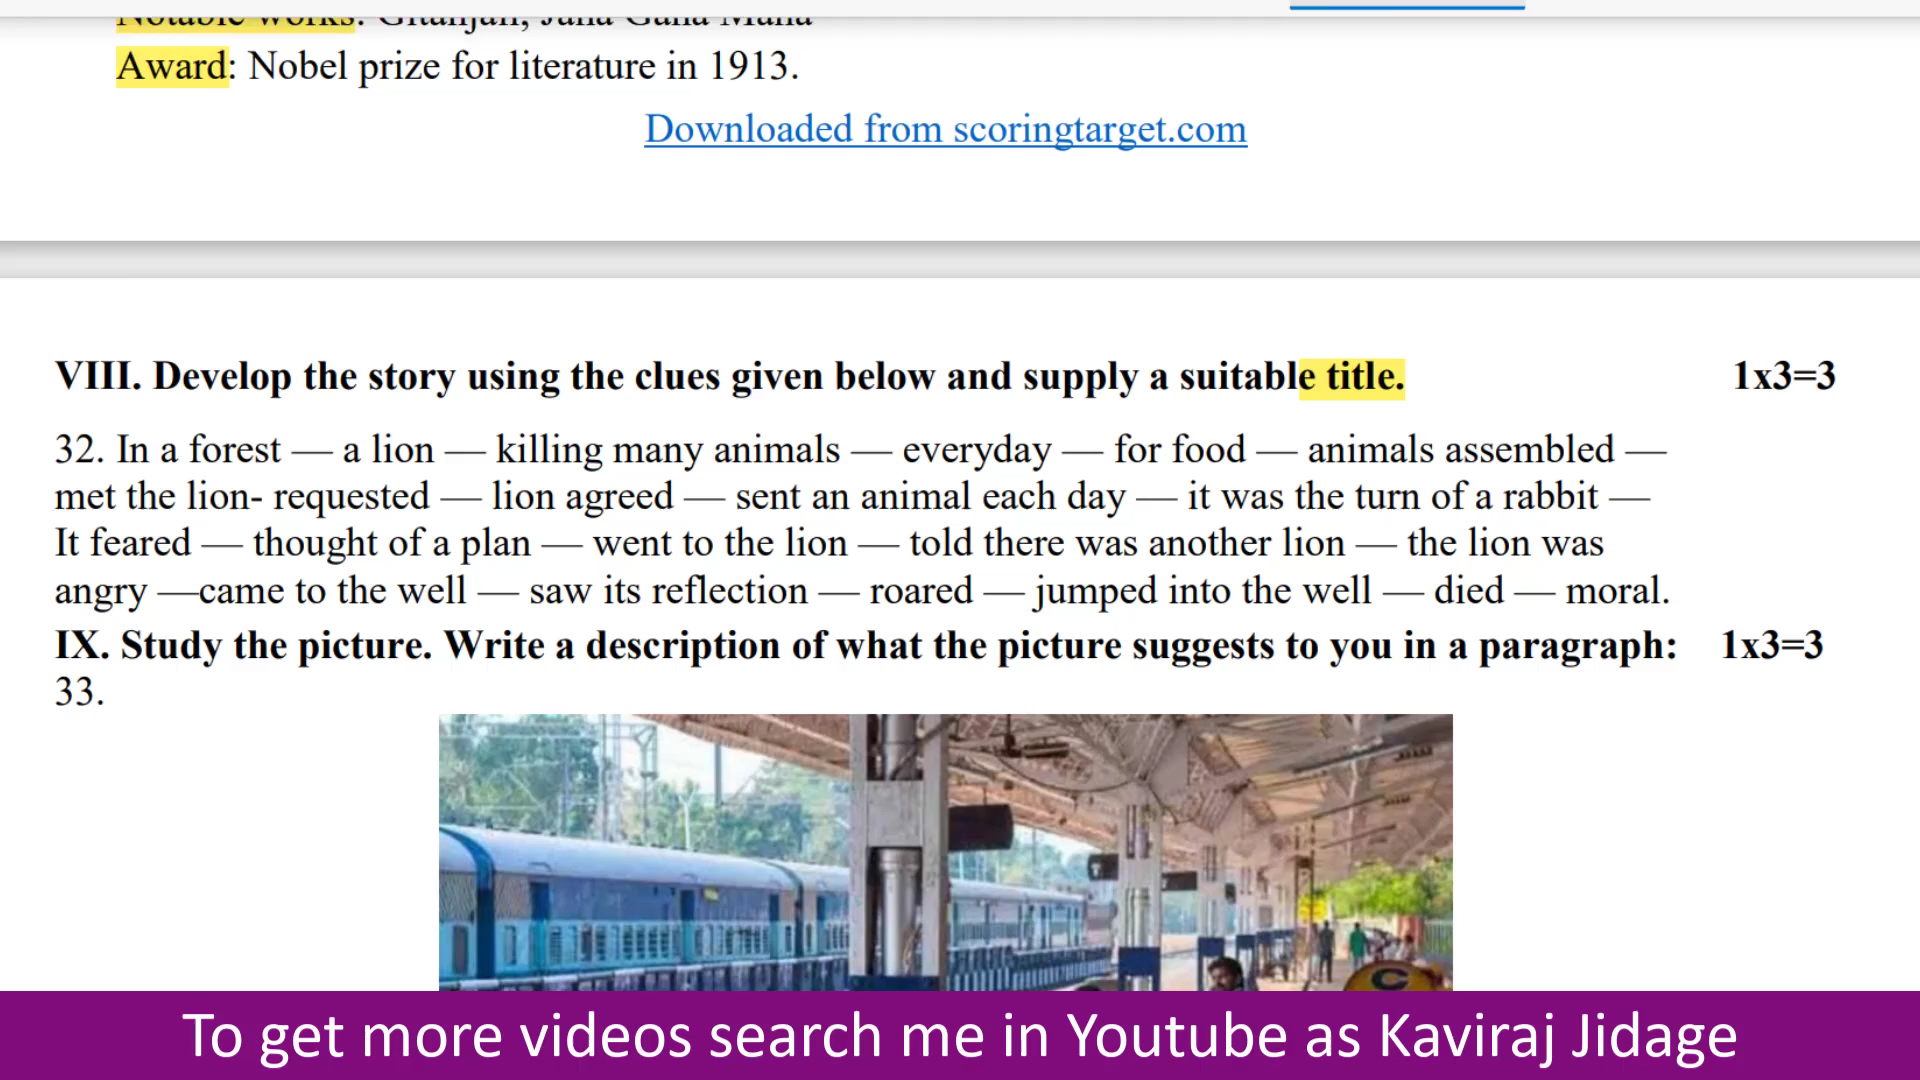 Notable works: Gitanjali, Jana Gana Mana
Award: Nobel prize for literature in 1913.
Downloaded from scoringtarget.com
VIII. Develop the story using the clues given below and supply a suitable title. 1x3=3
32. In a forest — a lion — killing many animals — everyday — for food — animals assembled —
met the lion- requested — lion agreed — sent an animal each day — it was the turn of a rabbit —
It feared — thought of a plan — went to the lion — told there was another lion — the lion was
angry —came to the well — saw its reflection — roared — jumped into the well — died — moral.
IX. Study the picture. Write a description of what the picture suggests to you in a paragraph: 1x3=3
33.
C
To get more videos search me in Youtube as Kaviraj Jidage